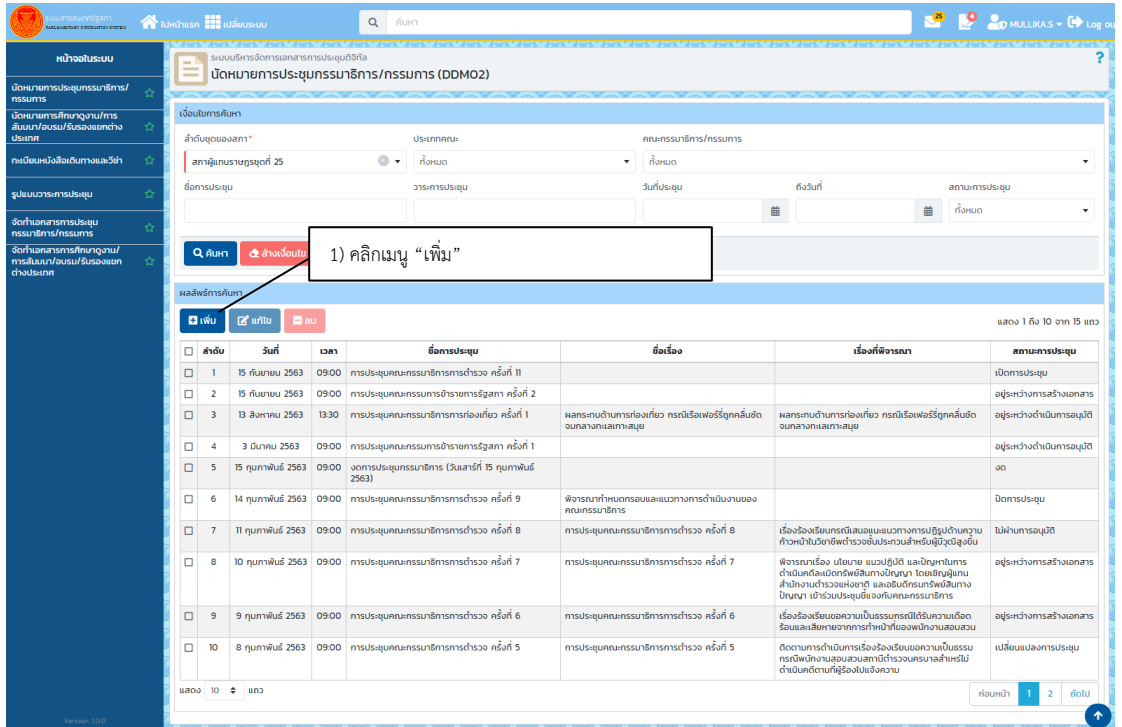 ระบบสารสนเทศรัฐสภา
PARLIAMENTARY INFORMATION SYSTEM
ไปหน้าแรก
เปลี่ยนระบบ
ค้นหา
25
4
MULLIKA.S
Log ou
หน้าจอในระบบ
นัดหมายการประชุมกรรมาธิการ/
กรรมการ
นัดหมายการศึกษาดูงาน/การ
สัมมนา/อบรม/รับรองแขกต่าง
ประเทศ
ทะเบียนหนังสือเดินทางและวีซ่า
รูปแบบวาระการประชุม
จัดทำเอกสารการประชุม
กรรมาธิการ/กรรมการ
จัดทำเอกสารการศึกษาดูงาน/
การสัมมนา/อบรม/รับรองแขก
ต่างประเทศ
Version 1.0.0
ระบบบริหารจัดการเอกสารการประชุมดิจิทัล
นัดหมายการประชุมกรรมาธิการ/กรรมการ (DDMO2)
?
เงื่อนไขการค้นหา
ลำดับชุดของสภา*
ประเภทคณะ
คณะกรรมาธิการ/กรรมการ
สภาผู้แทนราษฎรชุดที่ 25
ทั้งหมด
ทั้งหมด
ชื่อการประชุม
วาระการประชุม
วันที่ประชุม
ถึงวันที่
สถานะการประชุม
ทั้งหมด
ค้นหา
ล้างเงื่อนไข
1) คลิกเมนู “เพิ่ม”
ผลลัพธ์การค้นหา
เพิ่ม
แก้ไข
ลบ
แสดง 1 ถึง 10 จาก 15 แถว
ลำดับ วันที่ เวลา ชื่อการประชุม ชื่อเรื่อง เรื่องที่พิจารณา สถานะการประชุม
1 15 กันยายน 2563 09:00 การประชุมคณะกรรมาธิการการตำรวจ ครั้งที่ 11 เปิดการประชุม
2 15 กันยายน 2563 09:00 การประชุมคณะกรรมการข้าราชการรัฐสภา ครั้งที่ 2 อยู่ระหว่างการสร้างเอกสาร
3 13 สิงหาคม 2563 13:30 การประชุมคณะกรรมาธิการการท่องเที่ยว ครั้งที่ 1 ผลกระทบด้านการท่องเที่ยว กรณีเรือเฟอร์รี่ถูกคลื่นซัด ผลกระทบด้านการท่องเที่ยว กรณีเรือเฟอร์รี่ถูกคลื่นซัด อยู่ระหว่างดำเนินการอนุมัติ
จมกลางทะเลเกาะสมุย จมกลางทะเลเกาะสมุย
4 3 มีนาคม 2563 09:00 การประชุมคณะกรรมการข้าราชการรัฐสภา ครั้งที่ 1 อยู่ระหว่างดำเนินการอนุมัติ
5 15 กุมภาพันธ์ 2563 09:00 งดการประชุมกรรมาธิการ (วันเสาร์ที่ 15 กุมภาพันธ์ งด
2563)
6 14 กุมภาพันธ์ 2563 09:00 การประชุมคณะกรรมาธิการการตำรวจ ครั้งที่ 9 พิจารณากำหนดกรอบและแนวทางการดำเนินงานของ ปิดการประชุม
คณะกรรมาธิการ
7 11 กุมภาพันธ์ 2563 09:00 การประชุมคณะกรรมาธิการการตำรวจ ครั้งที่ 8 การประชุมคณะกรรมาธิการการตำรวจ ครั้งที่ 8 เรื่องร้องเรียนกรณีเสนอแนะแนวทางการปฏิรูปด้านความ ไม่ผ่านการอนุมัติ
ก้าวหน้าในวิชาชีพตำรวจชั้นประทวนสำหรับผู้มีวุฒิสูงขึ้น
8 10 กุมภาพันธ์ 2563 09:00 การประชุมคณะกรรมาธิการการตำรวจ ครั้งที่ 7 การประชุมคณะกรรมาธิการการตำรวจ ครั้งที่ 7 พิจารณาเรื่อง นโยบาย แนวปฏิบัติ และปัญหาในการ อยู่ระหว่างการสร้างเอกสาร
ดำเนินคดีละเมิดทรัพย์สินทางปัญญา โดยเชิญผู้แทน
สำนักงานตำรวจแห่งชาติ และอธิบดีกรมทรัพย์สินทาง
ปัญญา เข้าร่วมประชุมชี้แจงกับคณะกรรมาธิการ
9 9 กุมภาพันธ์ 2563 09:00 การประชุมคณะกรรมาธิการการตำรวจ ครั้งที่ 6 การประชุมคณะกรรมาธิการการตำรวจ ครั้งที่ 6 เรื่องร้องเรียนขอความเป็นธรรมกรณีได้รับความเดือด อยู่ระหว่างการสร้างเอกสาร
ร้อนและเสียหายจากการทำหน้าที่ของพนักงานสอบสวน
10 8 กุมภาพันธ์ 2563 09:00 การประชุมคณะกรรมาธิการการตำรวจ ครั้งที่ 5 การประชุมคณะกรรมาธิการการตำรวจ ครั้งที่ 5 ติดตามการดำเนินการเรื่องร้องเรียนขอความเป็นธรรม เปลี่ยนแปลงการประชุม
กรณีพนักงานสอบสวนสถานีตำรวจนครบาลสำเหร่ไม่
ดำเนินคดีตามที่ผู้ร้องไปแจ้งความ
แสดง 10 แถว
ก่อนหน้า 1 2 ถัดไป